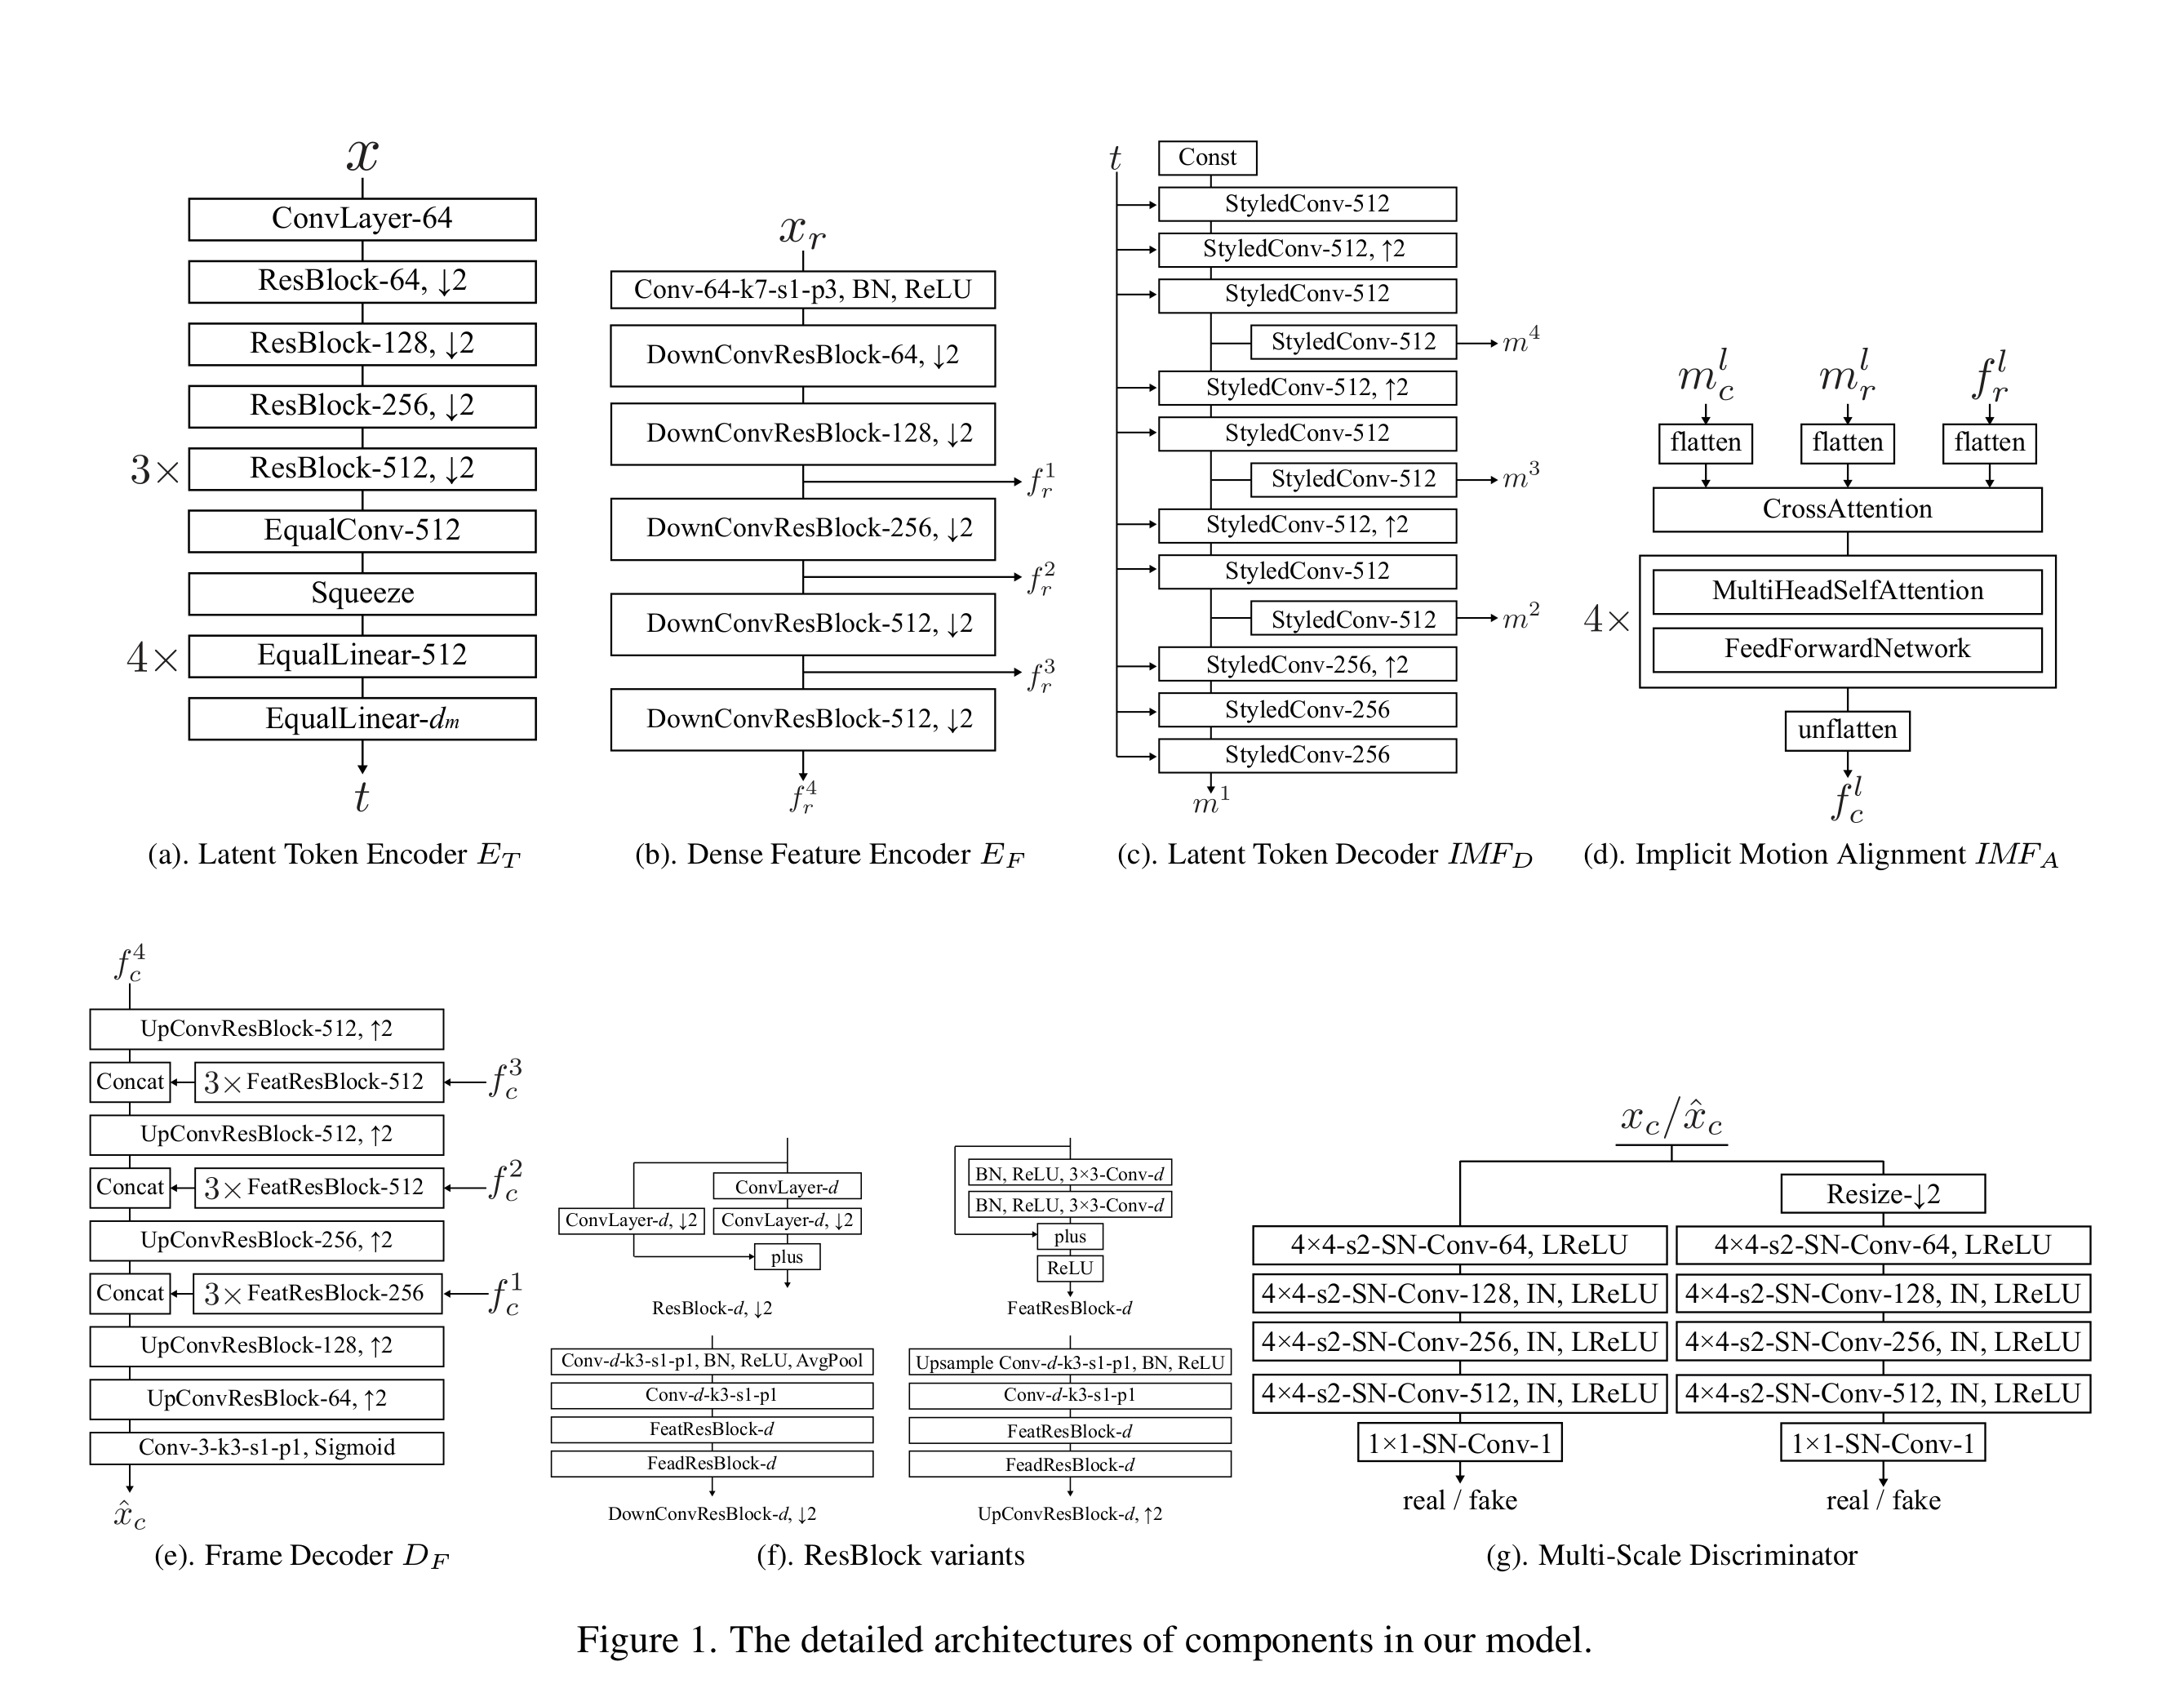 x
ConvLayer-64
ResBlock-64, ↓2
ResBlock-128, ↓2
ResBlock-256, ↓2
3× ResBlock-512, ↓2
EqualConv-512
Squeeze
4× EqualLinear-512
EqualLinear-dm
t
(a). Latent Token Encoder E_T
x_r
Conv-64-k7-s1-p3, BN, ReLU
DownConvResBlock-64, ↓2
DownConvResBlock-128, ↓2
f_r^1
DownConvResBlock-256, ↓2
f_r^2
DownConvResBlock-512, ↓2
f_r^3
DownConvResBlock-512, ↓2
f_r^4
(b). Dense Feature Encoder E_F
t
Const
StyledConv-512
StyledConv-512, ↑2
StyledConv-512
StyledConv-512 m^4
StyledConv-512, ↑2
StyledConv-512
StyledConv-512 m^3
StyledConv-512, ↑2
StyledConv-512
StyledConv-512 m^2
StyledConv-256, ↑2
StyledConv-256
StyledConv-256
m^1
(c). Latent Token Decoder IMF_D
m_c^l m_r^l f_r^l
flatten flatten flatten
CrossAttention
4×
MultiHeadSelfAttention
FeedForwardNetwork
unflatten
f_c^l
(d). Implicit Motion Alignment IMF_A
f_c^4
UpConvResBlock-512, ↑2
Concat 3× FeatResBlock-512 f_c^3
UpConvResBlock-512, ↑2
Concat 3× FeatResBlock-512 f_c^2
UpConvResBlock-256, ↑2
Concat 3× FeatResBlock-256 f_c^1
UpConvResBlock-128, ↑2
UpConvResBlock-64, ↑2
Conv-3-k3-s1-p1, Sigmoid
x̂_c
(e). Frame Decoder D_F
ConvLayer-d
ConvLayer-d, ↓2 ConvLayer-d, ↓2
plus
ResBlock-d, ↓2
BN, ReLU, 3×3-Conv-d
BN, ReLU, 3×3-Conv-d
plus
ReLU
FeatResBlock-d
Conv-d-k3-s1-p1, BN, ReLU, AvgPool
Conv-d-k3-s1-p1
FeatResBlock-d
FeadResBlock-d
DownConvResBlock-d, ↓2
Upsample Conv-d-k3-s1-p1, BN, ReLU
Conv-d-k3-s1-p1
FeatResBlock-d
FeadResBlock-d
UpConvResBlock-d, ↑2
(f). ResBlock variants
x_c/x̂_c
Resize-↓2
4×4-s2-SN-Conv-64, LReLU 4×4-s2-SN-Conv-64, LReLU
4×4-s2-SN-Conv-128, IN, LReLU 4×4-s2-SN-Conv-128, IN, LReLU
4×4-s2-SN-Conv-256, IN, LReLU 4×4-s2-SN-Conv-256, IN, LReLU
4×4-s2-SN-Conv-512, IN, LReLU 4×4-s2-SN-Conv-512, IN, LReLU
1×1-SN-Conv-1 1×1-SN-Conv-1
real / fake real / fake
(g). Multi-Scale Discriminator
Figure 1. The detailed architectures of components in our model.